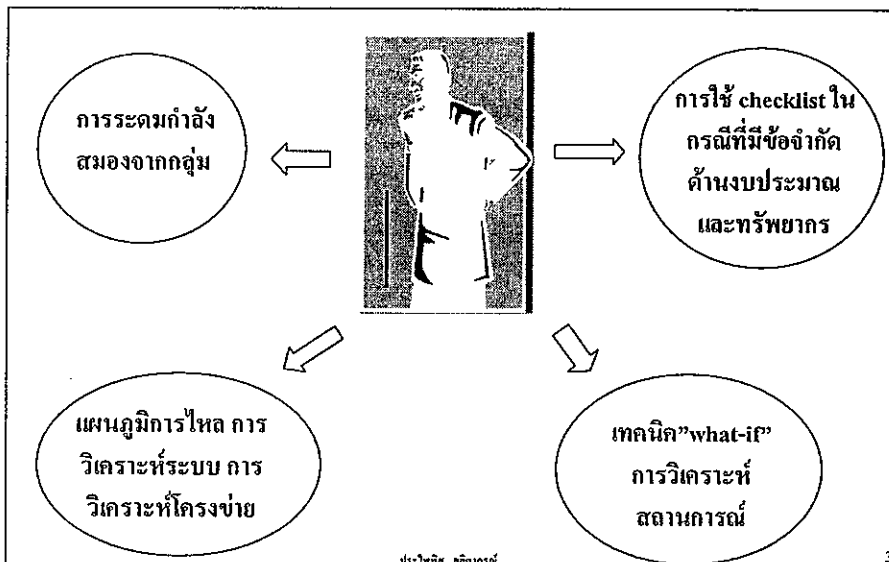 การระดมกำลัง
สมองจากกลุ่ม
การใช้ checklist ใน
กรณีที่มีข้อจำกัด
ด้านงบประมาณ
และทรัพยากร
แผนภูมิการไหล การ
วิเคราะห์ระบบ การ
วิเคราะห์โครงข่าย
เทคนิค"what-if"
การวิเคราะห์
สถานการณ์